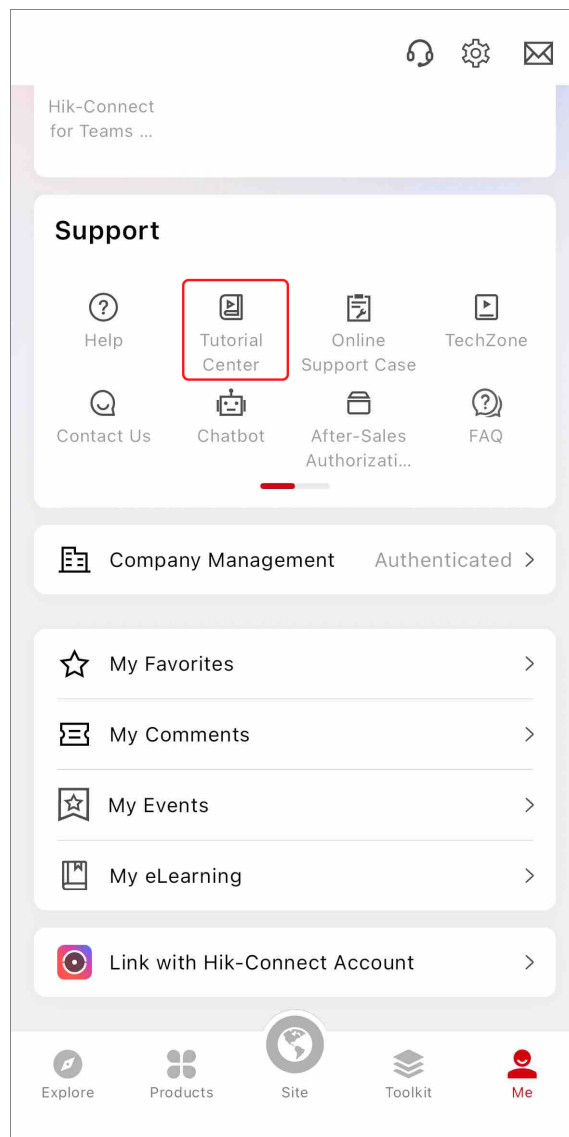 Hik-Connect
for Teams ...
Support
Help
Tutorial
Center
Online
Support Case
TechZone
Contact Us
Chatbot
After-Sales
Authorizati...
FAQ
Company Management Authenticated
My Favorites
My Comments
My Events
My eLearning
Link with Hik-Connect Account
Explore Products Site Toolkit Me